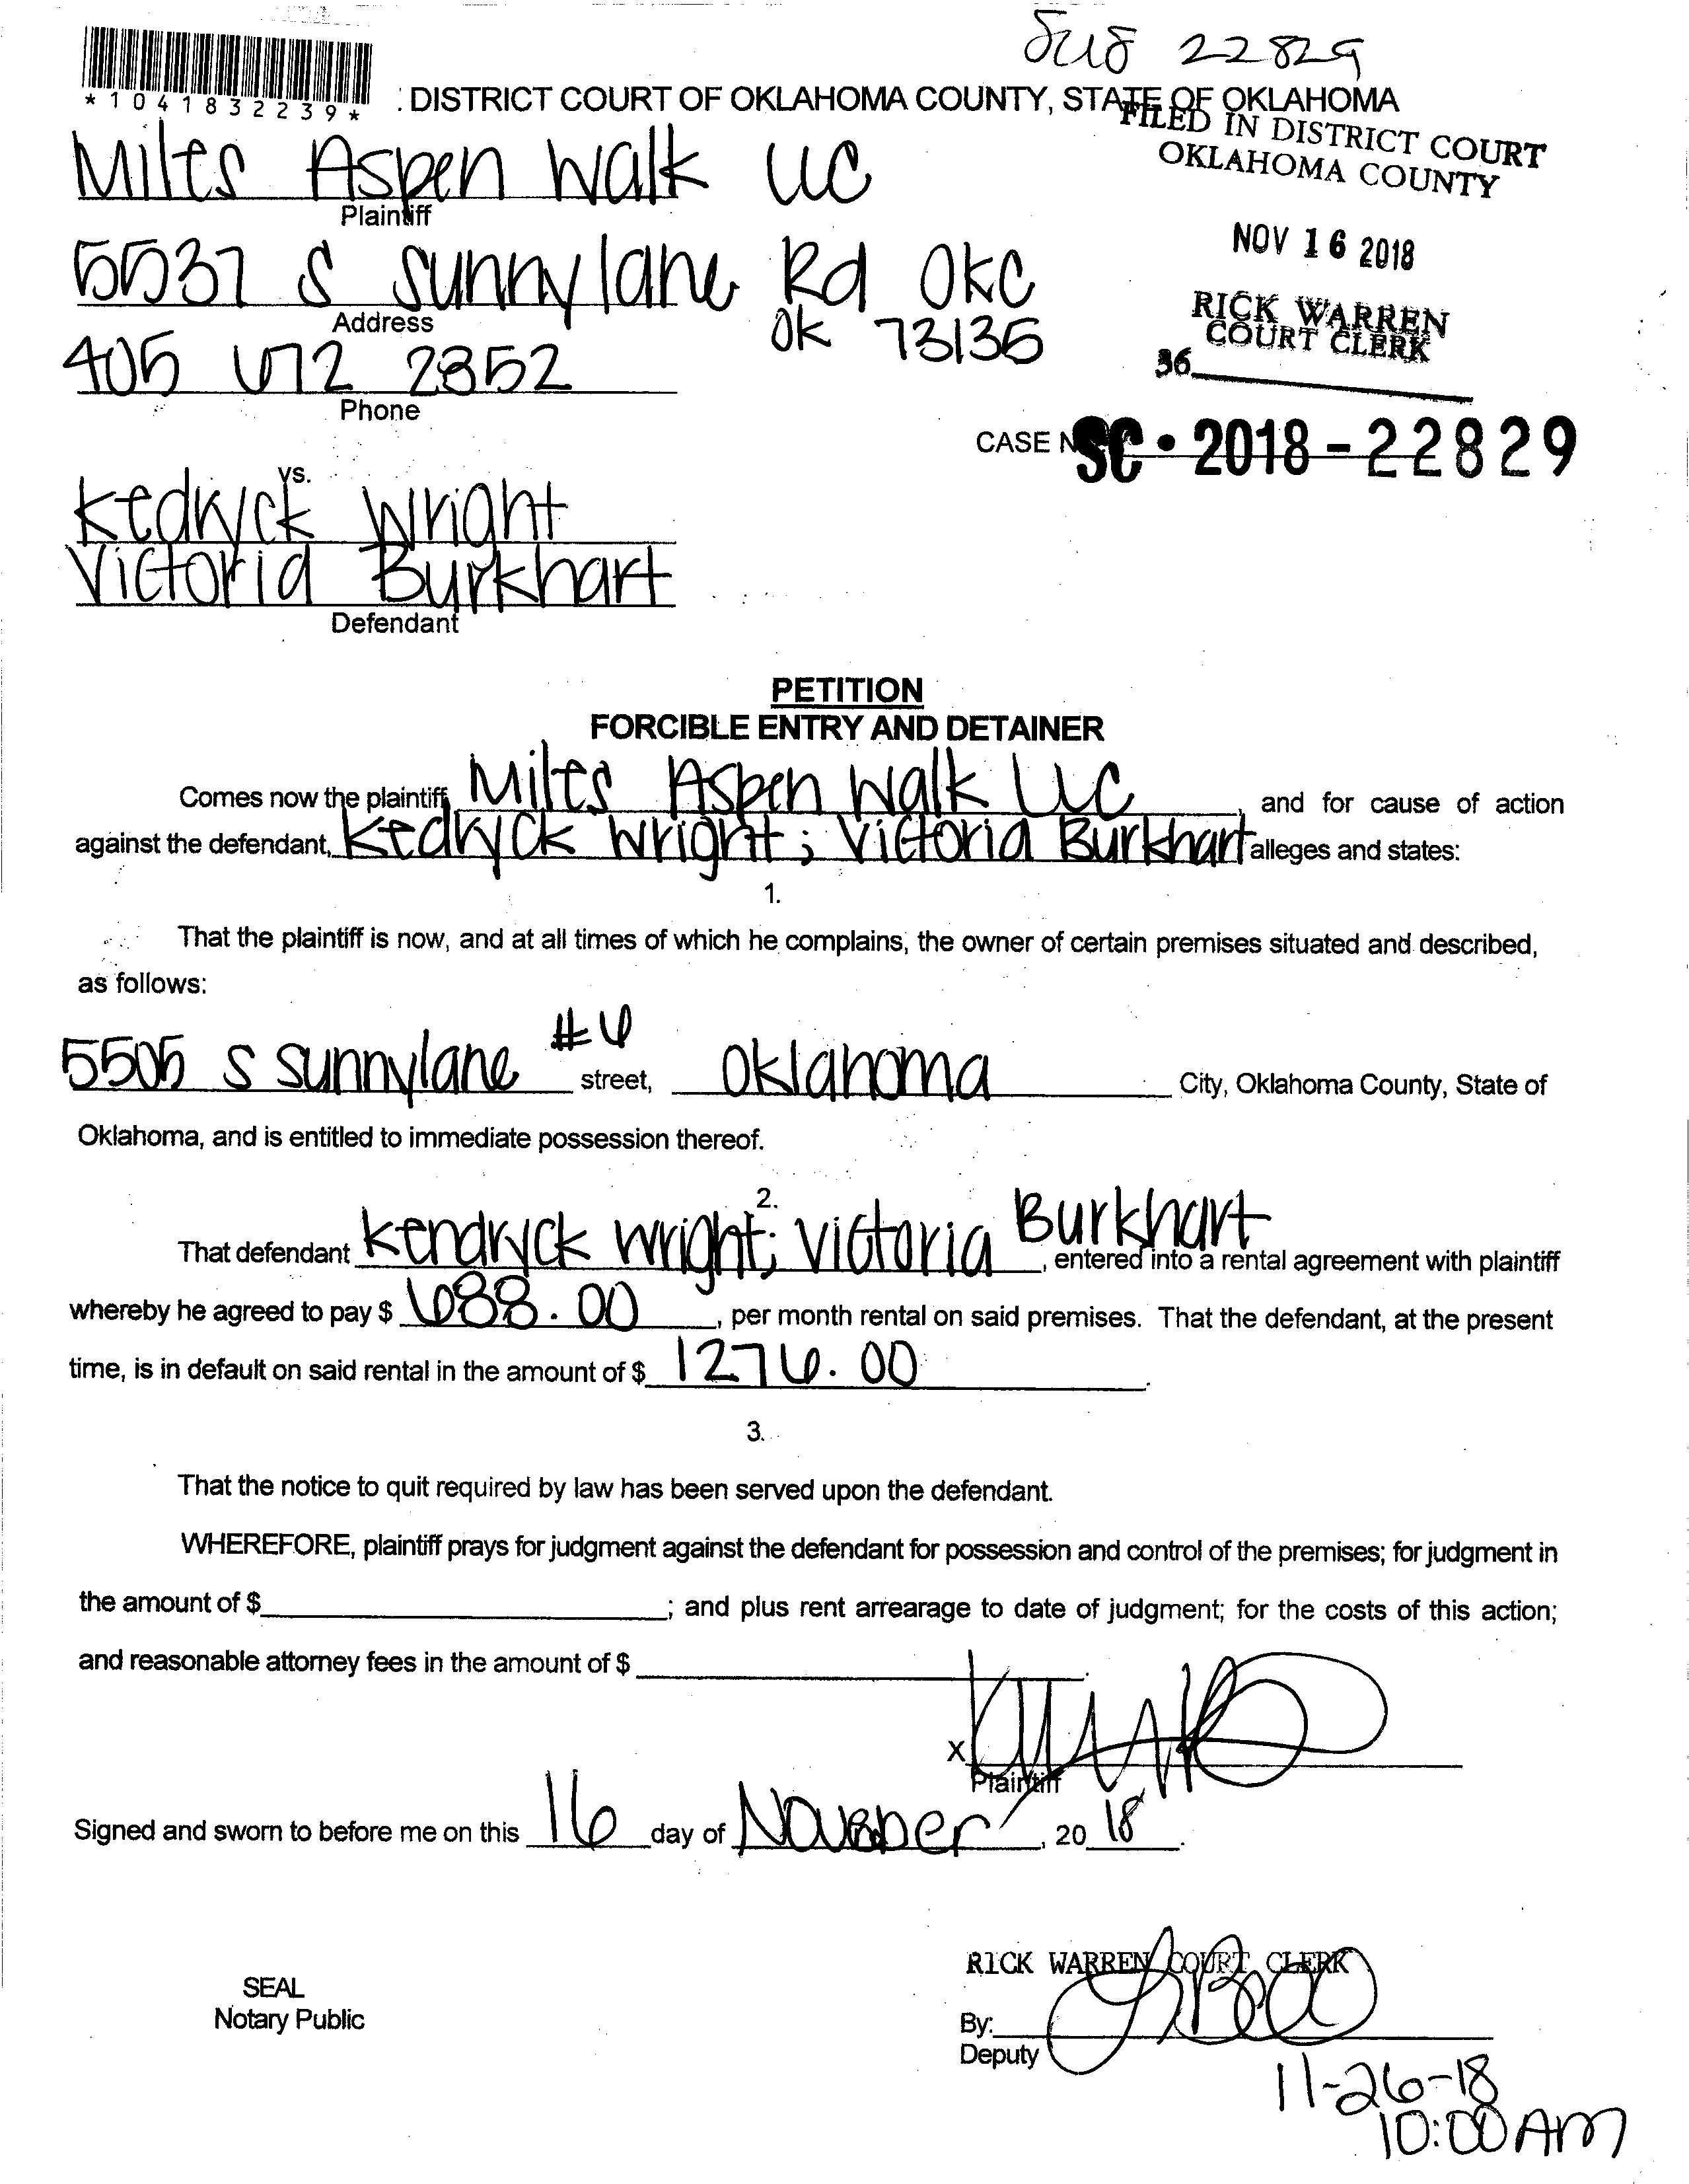 SC18 22829
*1041832239*
: DISTRICT COURT OF OKLAHOMA COUNTY, STATE OF OKLAHOMA
FILED IN DISTRICT COURT
OKLAHOMA COUNTY
Miles Aspen Walk LLC
Plaintiff
NOV 16 2018
5537 S Sunnylane Rd OKC
Address
OK 73135
RICK WARREN
COURT CLERK
36
405 672 2352
Phone
CASE NO SC-2018-22829
vs.
Kedryck Wright
Victoria Burkhart
Defendant
PETITION
FORCIBLE ENTRY AND DETAINER
Comes now the plaintiff, Miles Aspen Walk LLC, and for cause of action
against the defendant, Kedryck Wright; Victoria Burkhart alleges and states:
1.
That the plaintiff is now, and at all times of which he complains, the owner of certain premises situated and described,
as follows:
5505 S Sunnylane #6 street, Oklahoma City, Oklahoma County, State of
Oklahoma, and is entitled to immediate possession thereof.
2.
That defendant Kendryck Wright; Victoria Burkhart, entered into a rental agreement with plaintiff
whereby he agreed to pay $ 688.00, per month rental on said premises. That the defendant, at the present
time, is in default on said rental in the amount of $ 1276.00.
3.
That the notice to quit required by law has been served upon the defendant.
WHEREFORE, plaintiff prays for judgment against the defendant for possession and control of the premises; for judgment in
the amount of $ ; and plus rent arrearage to date of judgment; for the costs of this action;
and reasonable attorney fees in the amount of $ .
X
Plaintiff
Signed and sworn to before me on this 16 day of November, 20 18.
RICK WARREN COURT CLERK
SEAL
Notary Public
By:
Deputy
11-26-18
10:00 AM